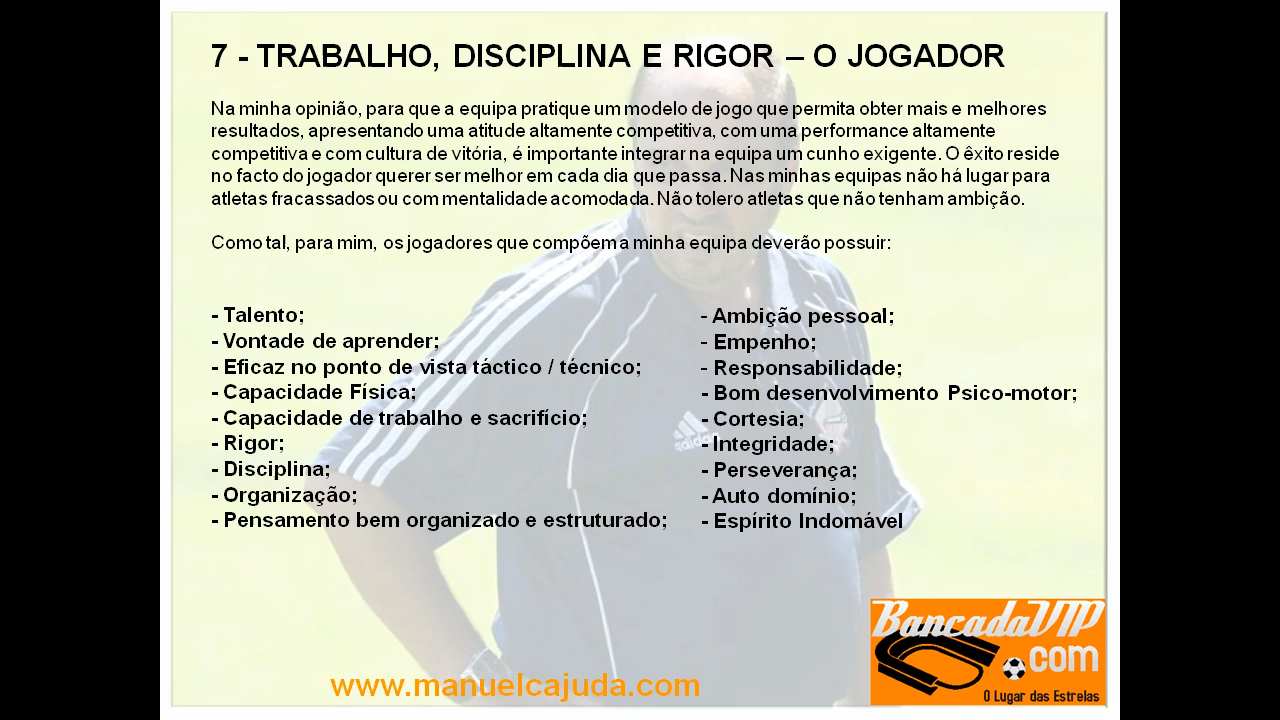 7 - TRABALHO, DISCIPLINA E RIGOR – O JOGADOR
Na minha opinião, para que a equipa pratique um modelo de jogo que permita obter mais e melhores
resultados, apresentando uma atitude altamente competitiva, com uma performance altamente
competitiva e com cultura de vitória, é importante integrar na equipa um cunho exigente. O êxito reside
no facto do jogador querer ser melhor em cada dia que passa. Nas minhas equipas não há lugar para
atletas fracassados ou com mentalidade acomodada. Não tolero atletas que não tenham ambição.
Como tal, para mim, os jogadores que compõem a minha equipa deverão possuir:
- Talento;
- Vontade de aprender;
- Eficaz no ponto de vista táctico / técnico;
- Capacidade Física;
- Capacidade de trabalho e sacrifício;
- Rigor;
- Disciplina;
- Organização;
- Pensamento bem organizado e estruturado;
- Ambição pessoal;
- Empenho;
- Responsabilidade;
- Bom desenvolvimento Psico-motor;
- Cortesia;
- Integridade;
- Perseverança;
- Auto domínio;
- Espírito Indomável
adidas
www.manuelcajuda.com
BancadaVIP
.com
O Lugar das Estrelas